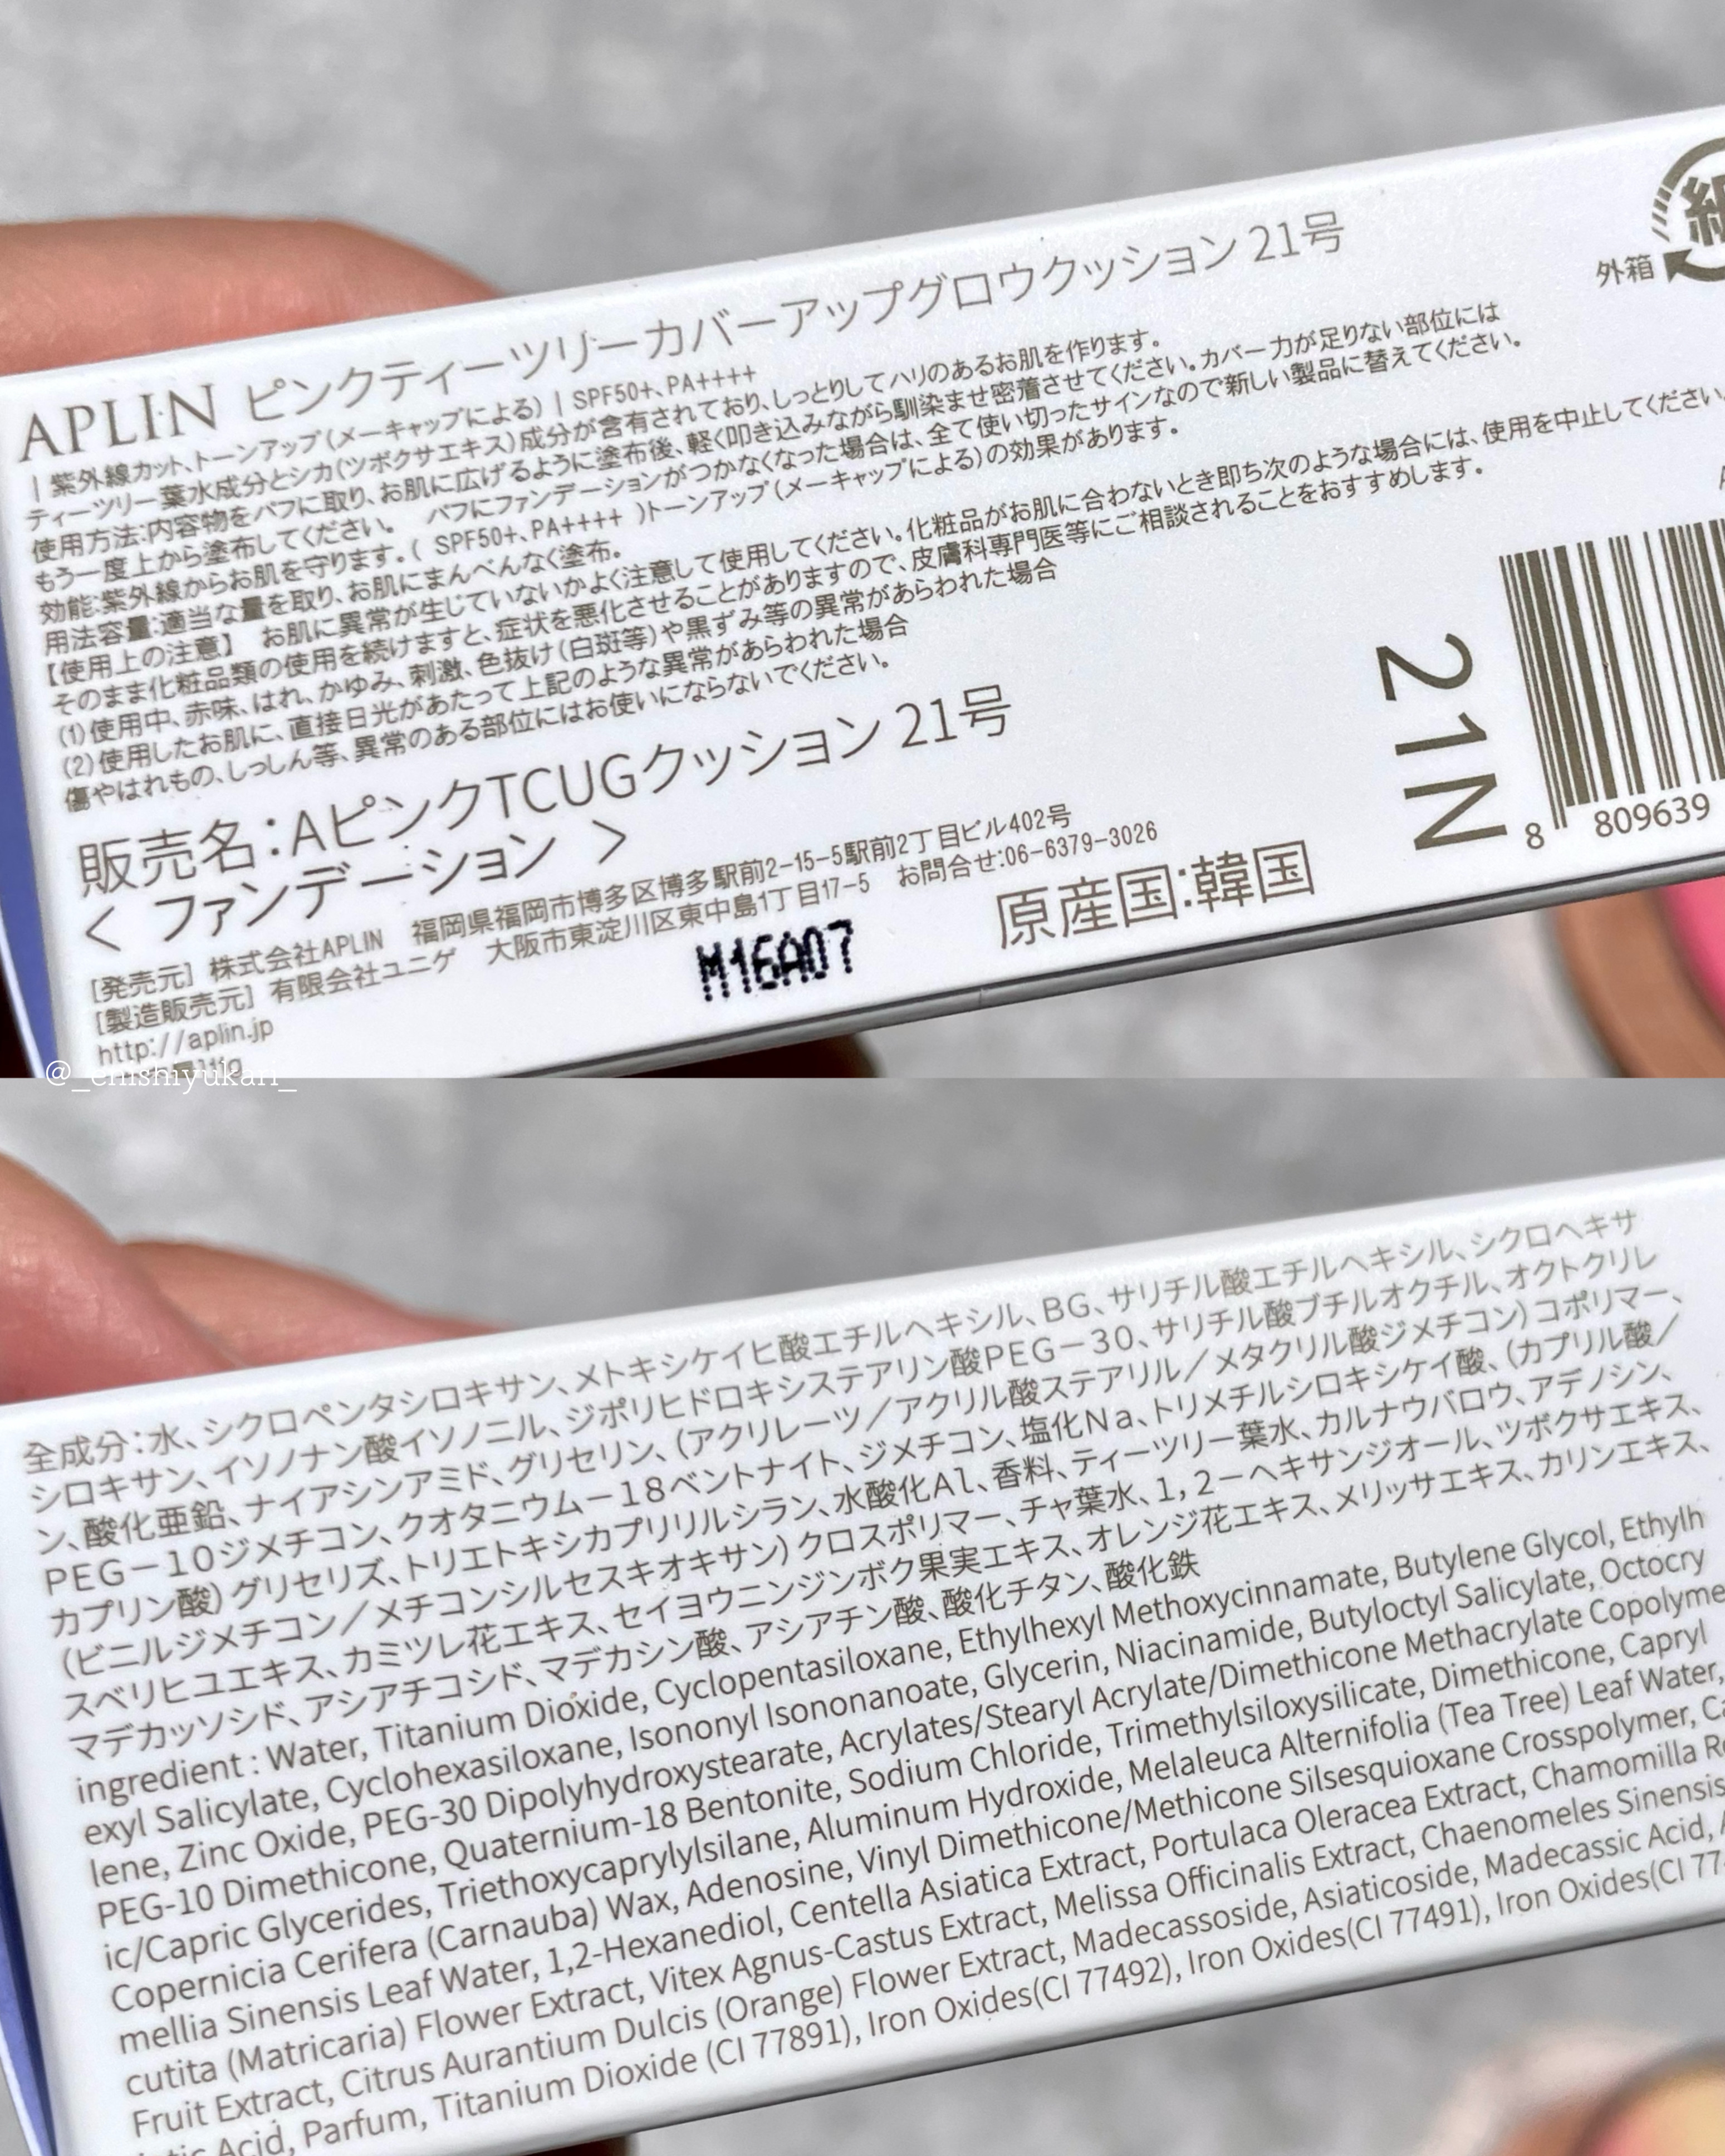 APLIN ピンクティーツリーカバーアップグロウクッション 21号
| 紫外線カット、トーンアップ(メーキャップによる) | SPF50+、PA++++
ティーツリー葉水成分とシカ(ツボクサエキス)成分が含有されており、しっとりしてハリのあるお肌を作ります。
使用方法:内容物をパフに取り、お肌に広げるように塗布後、軽く叩き込みながら馴染ませ密着させてください。カバー力が足りない部位には
もう一度上から塗布してください。 パフにファンデーションがつかなくなった場合は、全て使い切ったサインなので新しい製品に替えてください。
効能:紫外線からお肌を守ります。( SPF50+、PA++++ )トーンアップ(メーキャップによる)の効果があります。
用法容量:適当な量を取り、お肌にまんべんなく塗布。
【使用上の注意】 お肌に異常が生じていないかよく注意して使用してください。化粧品がお肌に合わないとき即ち次のような場合には、使用を中止してください。
そのまま化粧品類の使用を続けますと、症状を悪化させることがありますので、皮膚科専門医等にご相談されることをおすすめします。
(1)使用中、赤味、はれ、かゆみ、刺激、色抜け(白斑等)や黒ずみ等の異常があらわれた場合
(2)使用したお肌に、直接日光があたって上記のような異常があらわれた場合
傷やはれもの、しっしん等、異常のある部位にはお使いにならないでください。
販売名:AピンクTCUGクッション 21号
< ファンデーション >
[発売元] 株式会社APLIN 福岡県福岡市博多区博多駅前2-15-5駅前2丁目ビル402号
[製造販売元] 有限会社ユニゲ 大阪市東淀川区東中島1丁目17-5 お問合せ:06-6379-3026
http://aplin.jp
M16A07
原産国:韓国
外箱
紙
21N
8 809639
@_enishiyukari_
全成分:水、シクロペンタシロキサン、メトキシケイヒ酸エチルヘキシル、BG、サリチル酸エチルヘキシル、シクロヘキサ
シロキサン、イソノナン酸イソノニル、ジポリヒドロキシステアリン酸PEG－30、サリチル酸ブチルオクチル、オクトクリレ
ン、酸化亜鉛、ナイアシンアミド、グリセリン、(アクリレーツ／アクリル酸ステアリル／メタクリル酸ジメチコン)コポリマー、
PEG－10ジメチコン、クオタニウム－18ベントナイト、ジメチコン、塩化Na、トリメチルシロキシケイ酸、(カプリル酸／
カプリン酸)グリセリズ、トリエトキシカプリリルシラン、水酸化Al、香料、ティーツリー葉水、カルナウバロウ、アデノシン、
(ビニルジメチコン／メチコンシルセスキオキサン)クロスポリマー、チャ葉水、1,2－ヘキサンジオール、ツボクサエキス、
スベリヒユエキス、カミツレ花エキス、セイヨウニンジンボク果実エキス、オレンジ花エキス、メリッサエキス、カリンエキス、
マデカッソシド、アシアチコシド、マデカシン酸、アシアチン酸、酸化チタン、酸化鉄
ingredient : Water, Titanium Dioxide, Cyclopentasiloxane, Ethylhexyl Methoxycinnamate, Butylene Glycol, Ethylh
exyl Salicylate, Cyclohexasiloxane, Isononyl Isononanoate, Glycerin, Niacinamide, Butyloctyl Salicylate, Octocry
lene, Zinc Oxide, PEG-30 Dipolyhydroxystearate, Acrylates/Stearyl Acrylate/Dimethicone Methacrylate Copolyme
PEG-10 Dimethicone, Quaternium-18 Bentonite, Sodium Chloride, Trimethylsiloxysilicate, Dimethicone, Capryl
ic/Capric Glycerides, Triethoxycaprylylsilane, Aluminum Hydroxide, Melaleuca Alternifolia (Tea Tree) Leaf Water,
Copernicia Cerifera (Carnauba) Wax, Adenosine, Vinyl Dimethicone/Methicone Silsesquioxane Crosspolymer, Ca
mellia Sinensis Leaf Water, 1,2-Hexanediol, Centella Asiatica Extract, Portulaca Oleracea Extract, Chamomilla Re
cutita (Matricaria) Flower Extract, Vitex Agnus-Castus Extract, Melissa Officinalis Extract, Chaenomeles Sinensis
Fruit Extract, Citrus Aurantium Dulcis (Orange) Flower Extract, Madecassoside, Asiaticoside, Madecassic Acid,
Acid, Parfum, Titanium Dioxide (CI 77891), Iron Oxides(CI 77492), Iron Oxides(CI 77491), Iron Oxides(CI 77